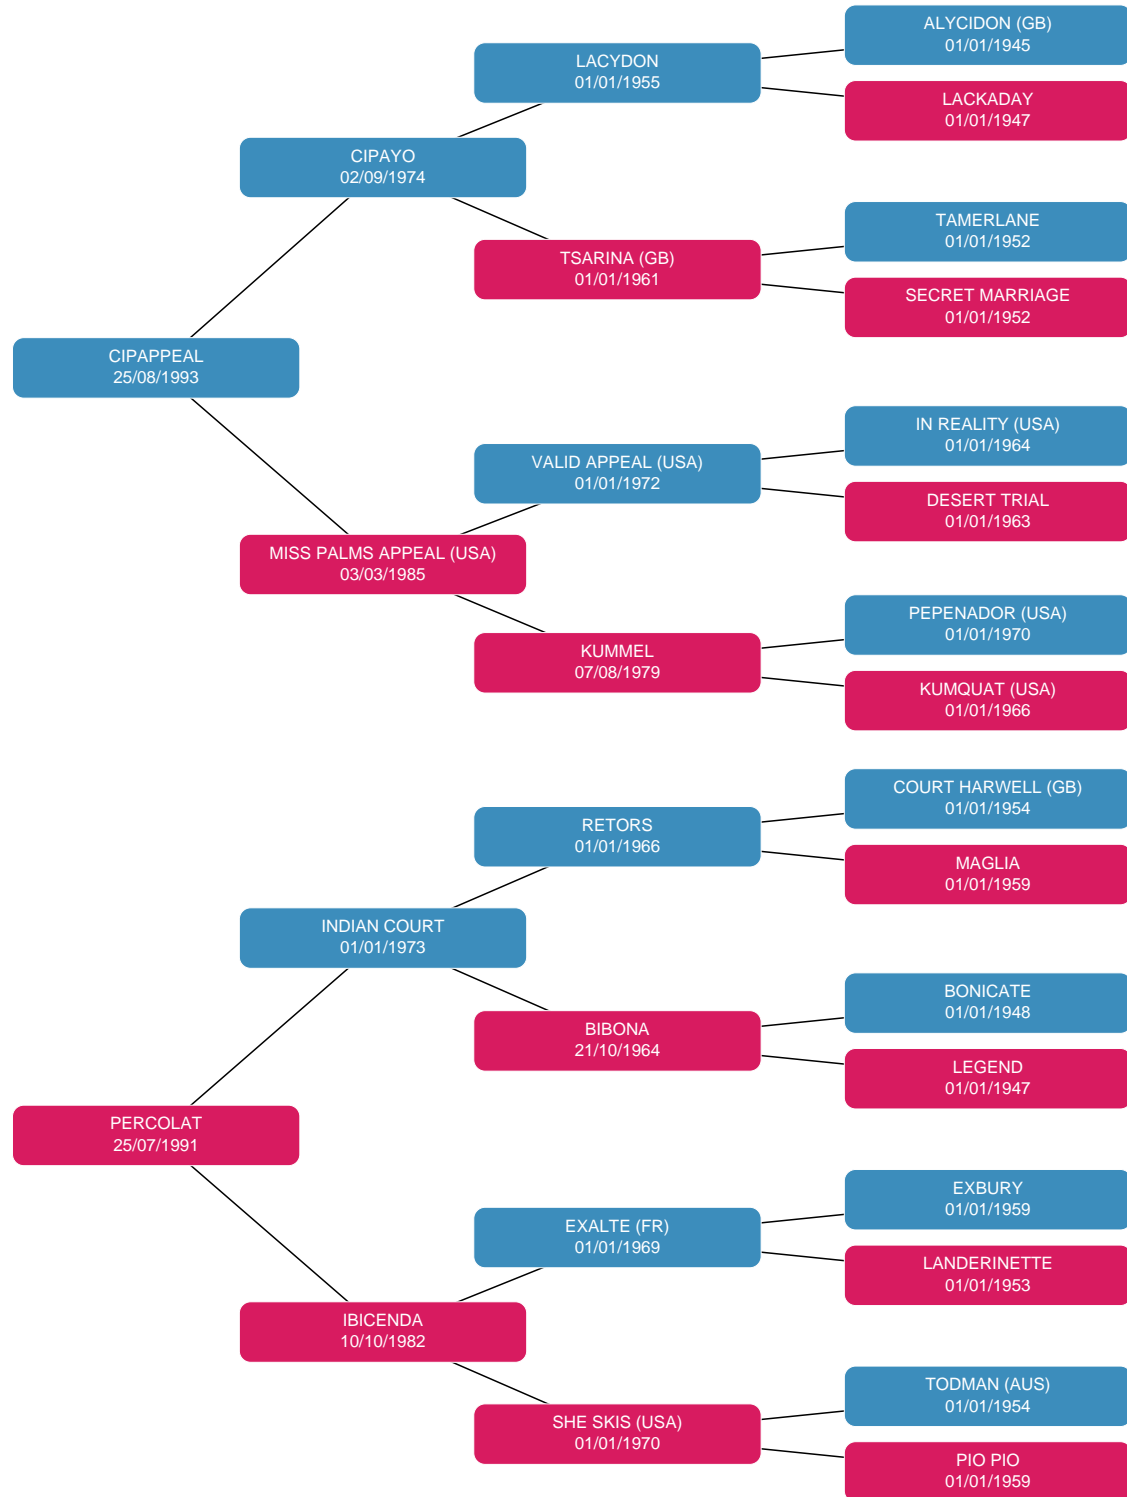 ALYCIDON (GB)
01/01/1945
LACYDON
01/01/1955
LACKADAY
01/01/1947
CIPAYO
02/09/1974
TAMERLANE
01/01/1952
TSARINA (GB)
01/01/1961
SECRET MARRIAGE
01/01/1952
CIPAPPEAL
25/08/1993
IN REALITY (USA)
01/01/1964
VALID APPEAL (USA)
01/01/1972
DESERT TRIAL
01/01/1963
MISS PALMS APPEAL (USA)
03/03/1985
PEPENADOR (USA)
01/01/1970
KUMMEL
07/08/1979
KUMQUAT (USA)
01/01/1966
COURT HARWELL (GB)
01/01/1954
RETORS
01/01/1966
MAGLIA
01/01/1959
INDIAN COURT
01/01/1973
BONICATE
01/01/1948
BIBONA
21/10/1964
LEGEND
01/01/1947
PERCOLAT
25/07/1991
EXBURY
01/01/1959
EXALTE (FR)
01/01/1969
LANDERINETTE
01/01/1953
IBICENDA
10/10/1982
TODMAN (AUS)
01/01/1954
SHE SKIS (USA)
01/01/1970
PIO PIO
01/01/1959